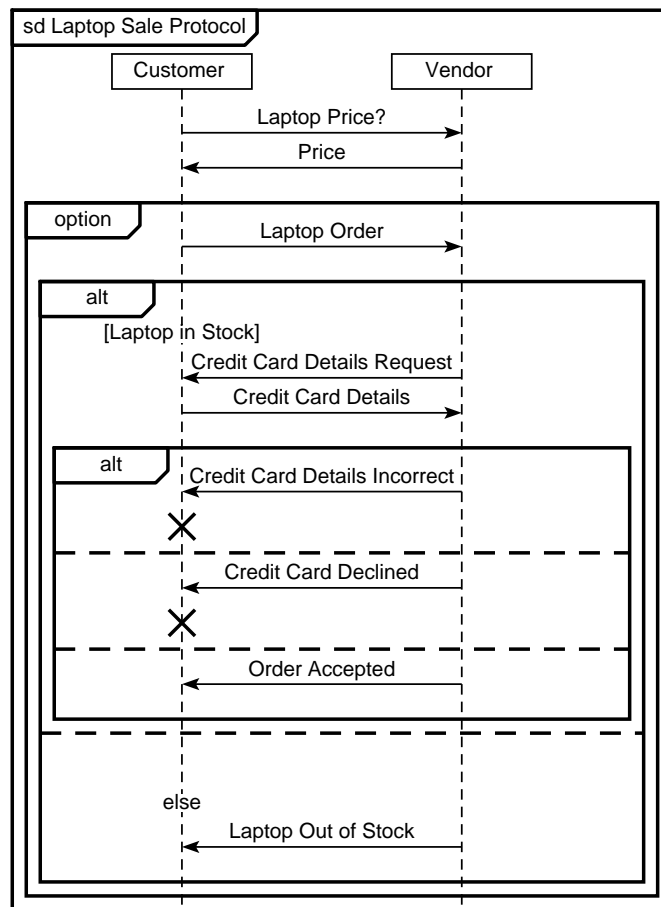 sd Laptop Sale Protocol
Customer
Vendor
Laptop Price?
Price
option
Laptop Order
alt
[Laptop in Stock]
Credit Card Details Request
Credit Card Details
alt
Credit Card Details Incorrect
Credit Card Declined
Order Accepted
else
Laptop Out of Stock